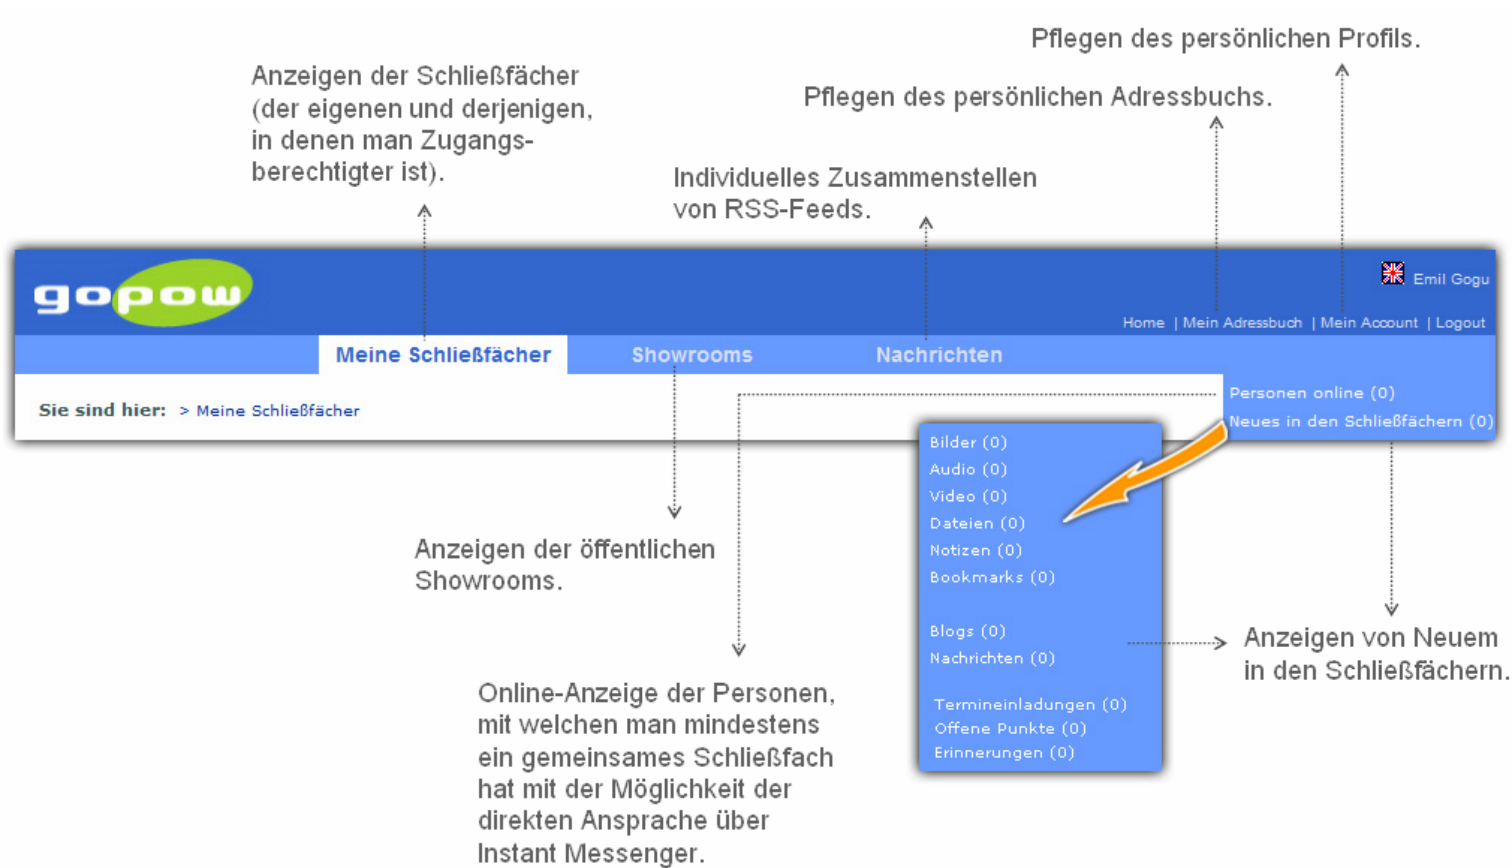 Pflegen des persönlichen Profils.
Anzeigen der Schließfächer
(der eigenen und derjenigen,
in denen man Zugangs-
berechtigter ist).
Pflegen des persönlichen Adressbuchs.
Individuelles Zusammenstellen
von RSS-Feeds.
gopow
Emil Gogu
Home | Mein Adressbuch | Mein Account | Logout
Meine Schließfächer Showrooms Nachrichten
Sie sind hier: > Meine Schließfächer
Personen online (0)
Neues in den Schließfächern (0)
Bilder (0)
Audio (0)
Video (0)
Dateien (0)
Notizen (0)
Bookmarks (0)
Blogs (0)
Nachrichten (0)
Termineinladungen (0)
Offene Punkte (0)
Erinnerungen (0)
Anzeigen der öffentlichen
Showrooms.
Anzeigen von Neuem
in den Schließfächern.
Online-Anzeige der Personen,
mit welchen man mindestens
ein gemeinsames Schließfach
hat mit der Möglichkeit der
direkten Ansprache über
Instant Messenger.